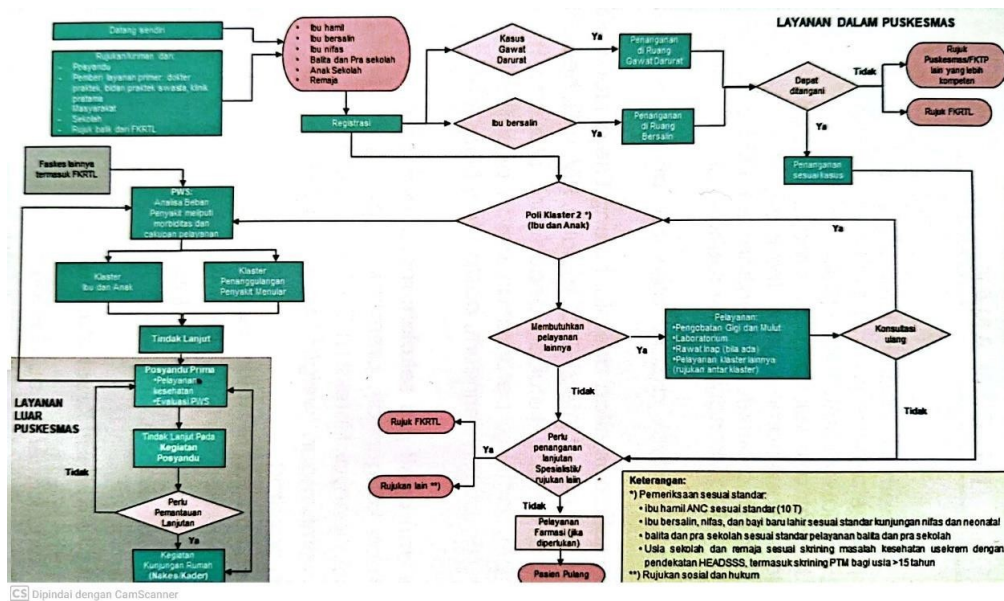 LAYANAN DALAM PUSKESMAS
Datang sendiri
Rujukan/kiriman dari:
- Posyandu
- Pemberi layanan primer: dokter
praktek, bidan praktek swasta, klinik
pratama
- Masyarakat
- Sekolah
- Rujuk balik dari FKRTL
• Ibu hamil
• Ibu bersalin
• Ibu nifas
• Balita dan Pra sekolah
• Anak Sekolah
• Remaja
Registrasi
Kasus
Gawat
Darurat
Ya
Penanganan
di Ruang
Gawat Darurat
Ibu bersalin
Ya
Penanganan
di Ruang
Bersalin
Dapat
ditangani
Tidak
Rujuk
Puskesmas/FKTP
lain yang lebih
kompeten
Rujuk FKRTL
Ya
Penanganan
sesuai kasus
Faskes lainnya
termasuk FKRTL
PWS:
Analisa Beban
Penyakit meliputi
morbiditas dan
cakupan pelayanan
Poli Klaster 2 *)
(Ibu dan Anak)
Ya
Klaster
Ibu dan Anak
Klaster
Penanggulangan
Penyakit Menular
Tindak Lanjut
Membutuhkan
pelayanan
lainnya
Ya
Pelayanan:
•Pengobatan Gigi dan Mulut
•Laboratorium
•Rawat Inap (bila ada)
•Pelayanan klaster lainnya
(rujukan antar klaster)
Konsultasi
ulang
Tidak
Tidak
LAYANAN
LUAR
PUSKESMAS
Posyandu Prima
•Pelayanan
kesehatan
•Evaluasi PWS
Tindak Lanjut Pada
Kegiatan
Posyandu
Tidak
Perlu
Pemantauan
Lanjutan
Ya
Kegiatan
Kunjungan Rumah
(Nakes/Kader)
Rujuk FKRTL
Rujukan lain **)
Ya
Perlu
penanganan
lanjutan
Spesialistik/
rujukan lain
Tidak
Pelayanan
Farmasi (jika
diperlukan)
Pasien Pulang
Keterangan:
*) Pemeriksaan sesuai standar:
• ibu hamil ANC sesuai standar (10 T)
• Ibu bersalin, nifas, dan bayi baru lahir sesuai standar kunjungan nifas dan neonatal
• balita dan pra sekolah sesuai standar pelayanan balita dan pra sekolah
• Usia sekolah dan remaja sesuai skrining masalah kesehatan usekrem dengan
pendekatan HEADSSS, termasuk skrining PTM bagi usia >15 tahun
**) Rujukan sosial dan hukum
CS Dipindai dengan CamScanner